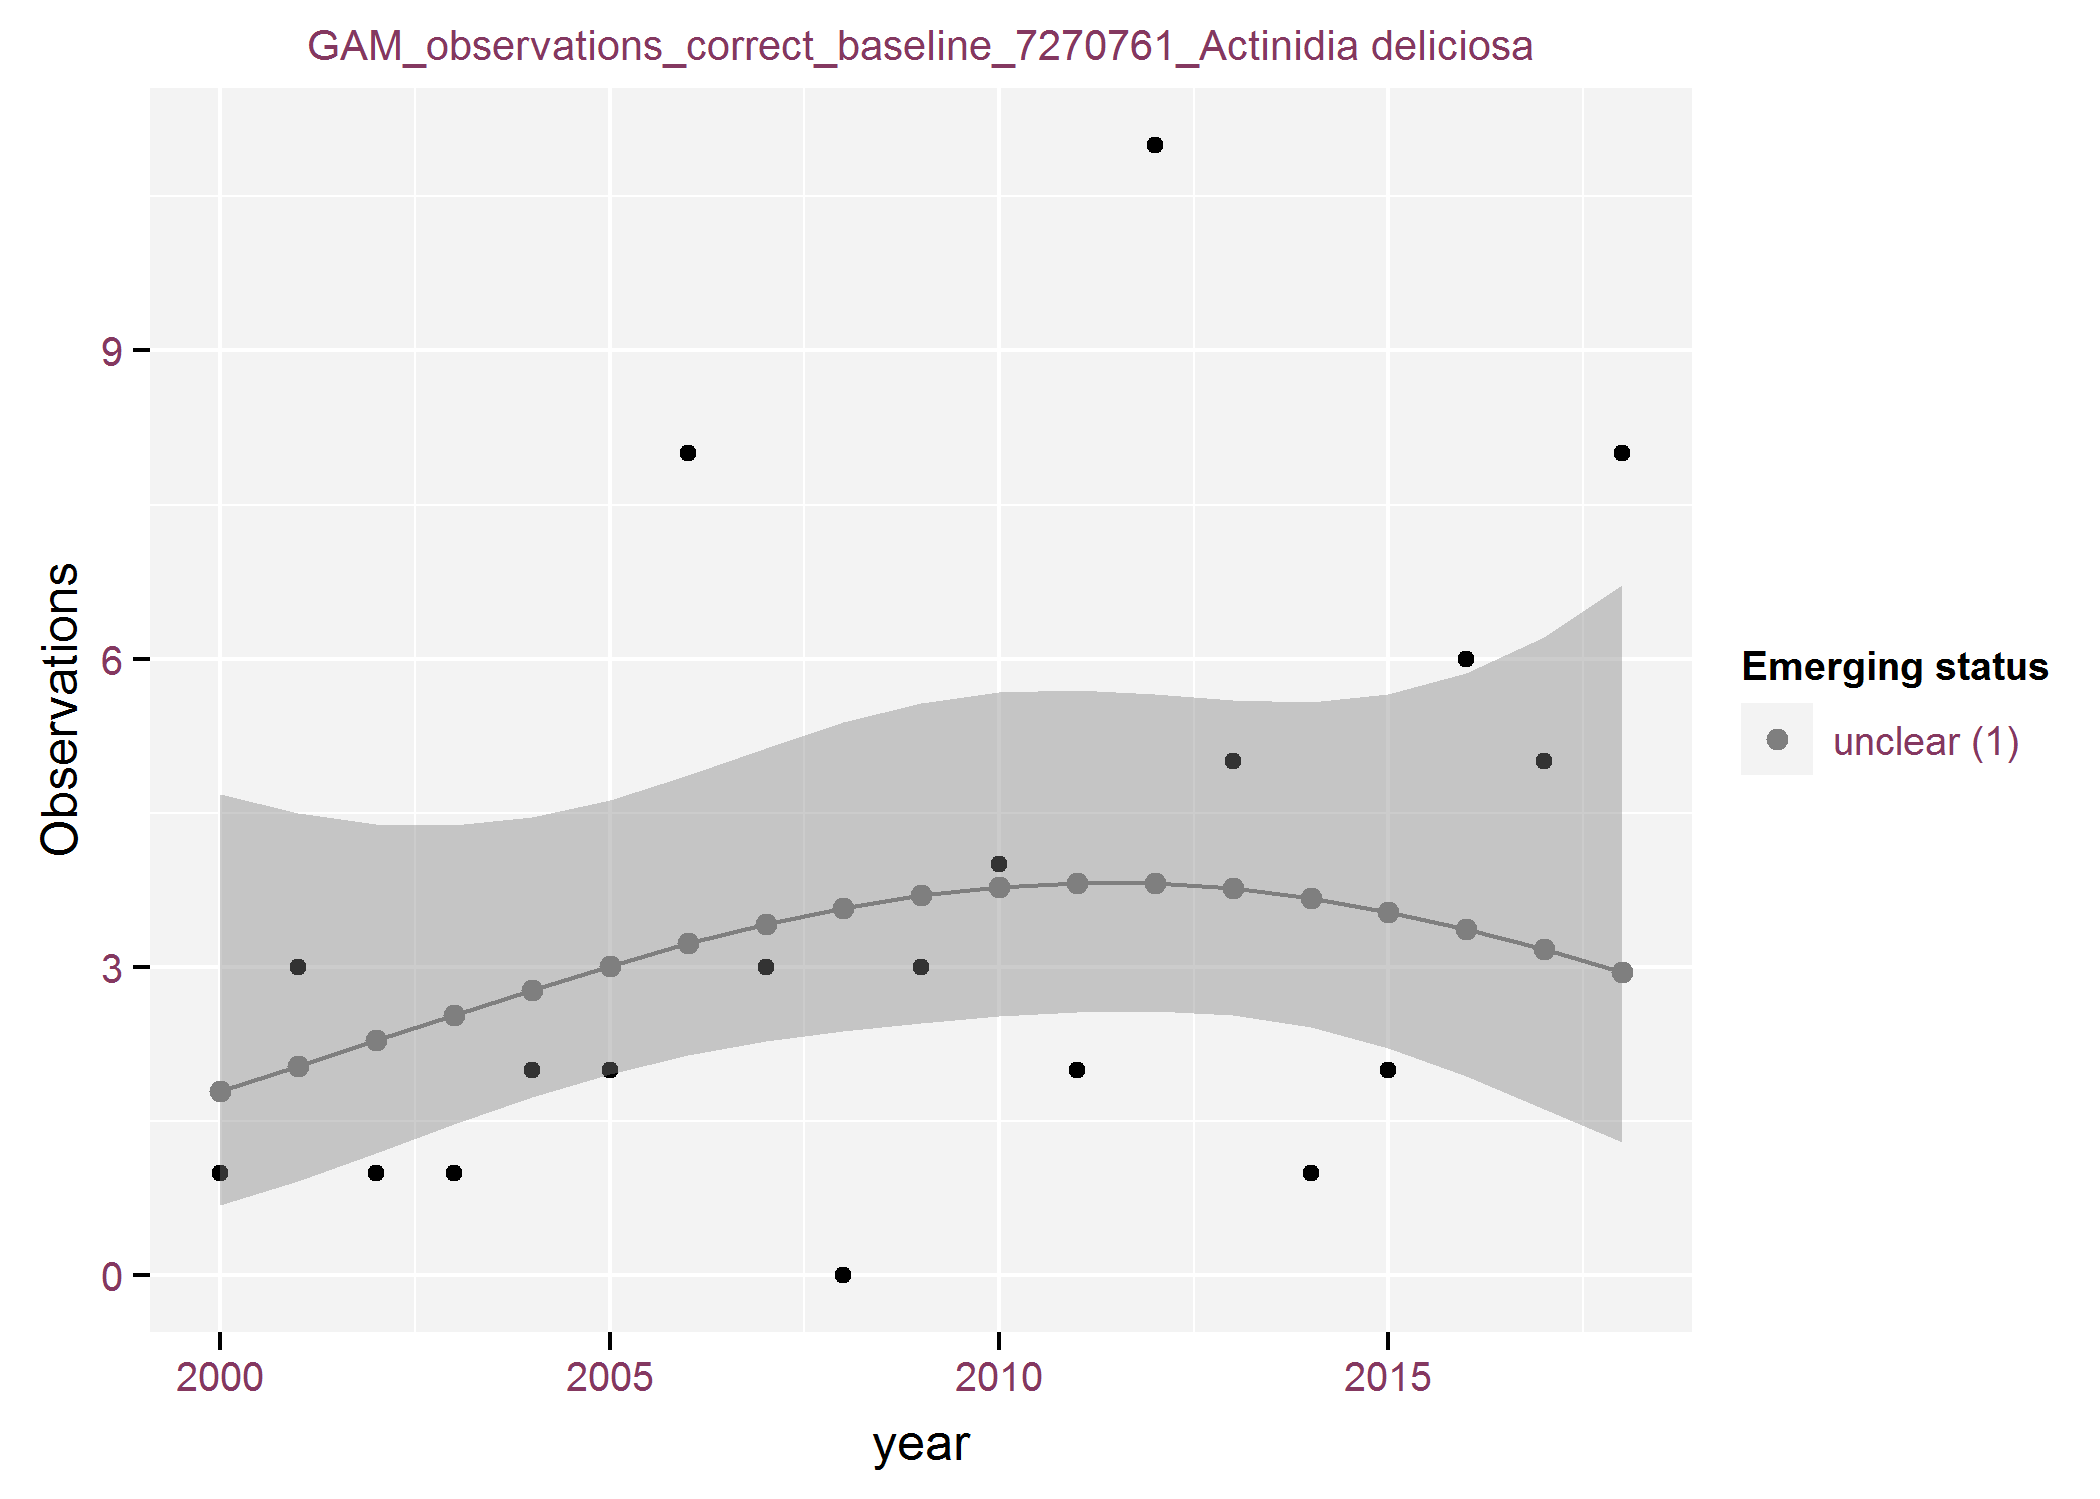 GAM_observations_correct_baseline_7270761_Actinidia deliciosa
Observations
9
6
3
0
2000
2005
2010
2015
year
Emerging status
unclear (1)